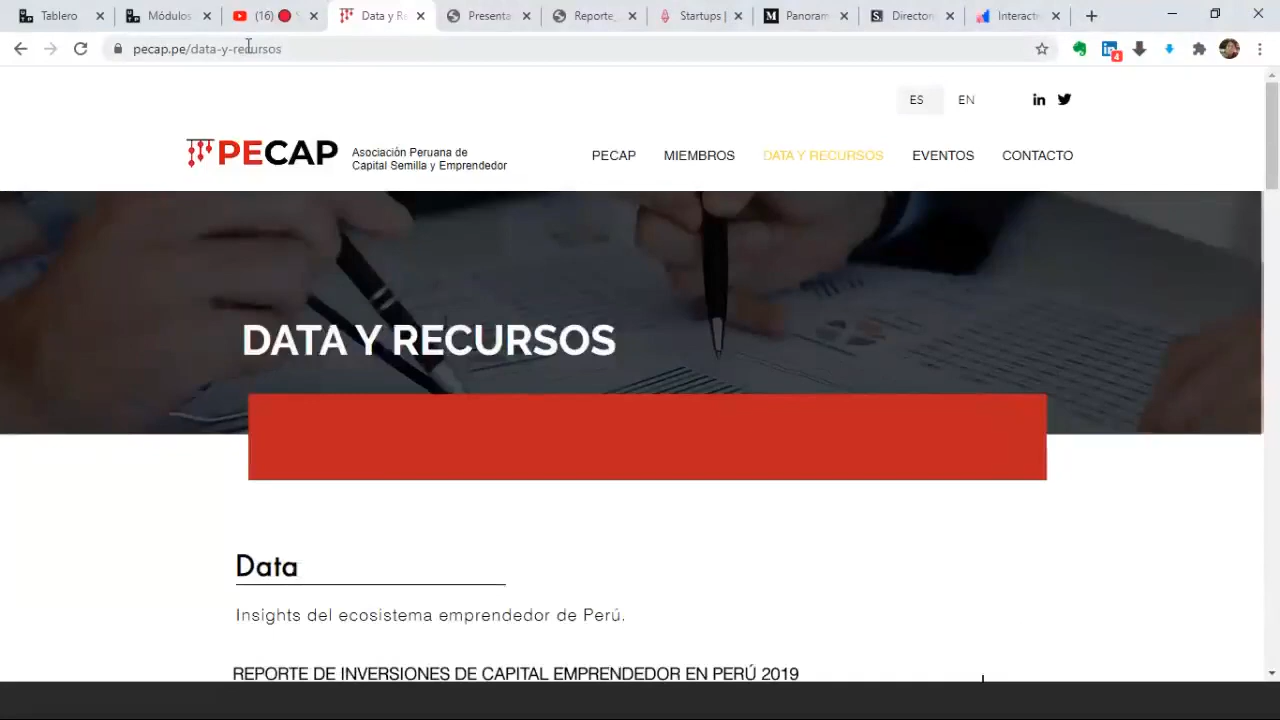 Tablero
Módulos
(16)
Data y R
Presenta
Reporte_
Startups |
Panoram
Director
Interact
pecap.pe/data-y-recursos
4
ES
EN
PECAP
Asociación Peruana de
Capital Semilla y Emprendedor
PECAP
MIEMBROS
DATA Y RECURSOS
EVENTOS
CONTACTO
DATA Y RECURSOS
Data
Insights del ecosistema emprendedor de Perú.
REPORTE DE INVERSIONES DE CAPITAL EMPRENDEDOR EN PERÚ 2019